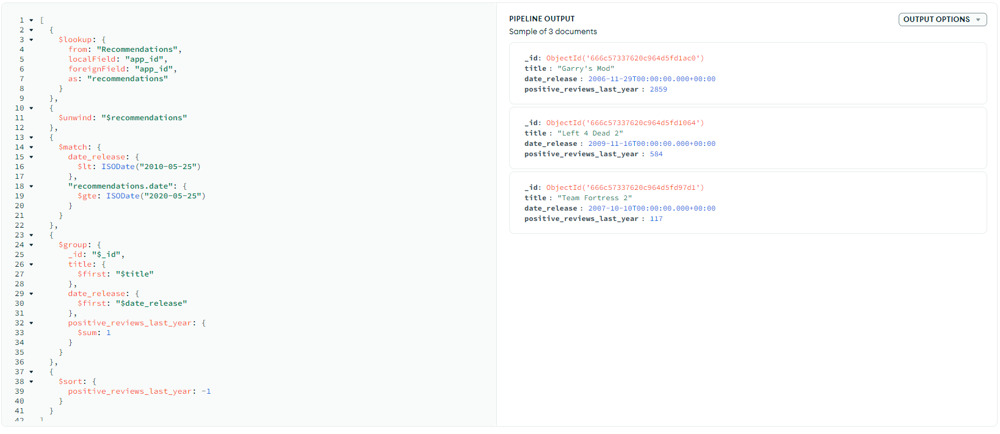 1 [
2 {
3 $lookup: {
4 from: "Recommendations",
5 localField: "app_id",
6 foreignField: "app_id",
7 as: "recommendations"
8 }
9 },
10 {
11 $unwind: "$recommendations"
12 },
13 {
14 $match: {
15 date_release: {
16 $lt: ISODate("2010-05-25")
17 },
18 "recommendations.date": {
19 $gte: ISODate("2020-05-25")
20 }
21 }
22 },
23 {
24 $group: {
25 _id: "$_id",
26 title: {
27 $first: "$title"
28 },
29 date_release: {
30 $first: "$date_release"
31 },
32 positive_reviews_last_year: {
33 $sum: 1
34 }
35 }
36 },
37 {
38 $sort: {
39 positive_reviews_last_year: -1
40 }
41 }
42 ]
PIPELINE OUTPUT
OUTPUT OPTIONS
Sample of 3 documents
_id: ObjectId('666c57337620c964d5fd1ac0')
title : "Garry's Mod"
date_release : 2006-11-29T00:00:00.000+00:00
positive_reviews_last_year : 2859
_id: ObjectId('666c57337620c964d5fd1064')
title : "Left 4 Dead 2"
date_release : 2009-11-16T00:00:00.000+00:00
positive_reviews_last_year : 584
_id: ObjectId('666c57337620c964d5fd97d1')
title : "Team Fortress 2"
date_release : 2007-10-10T00:00:00.000+00:00
positive_reviews_last_year : 117